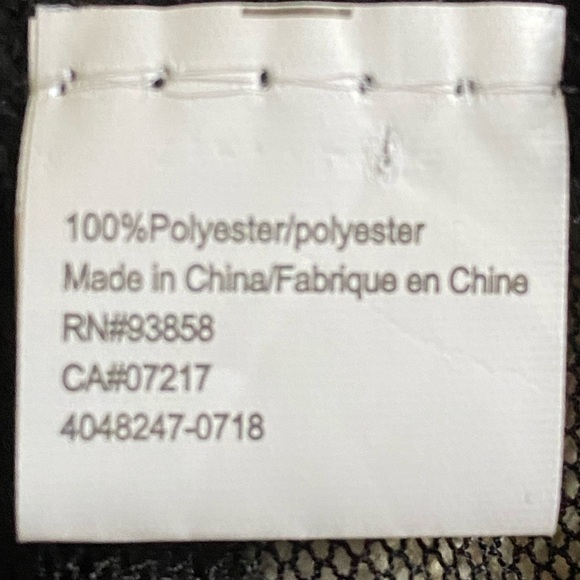 100%Polyester/polyester
Made in China/Fabrique en Chine
RN#93858
CA#07217
4048247-0718